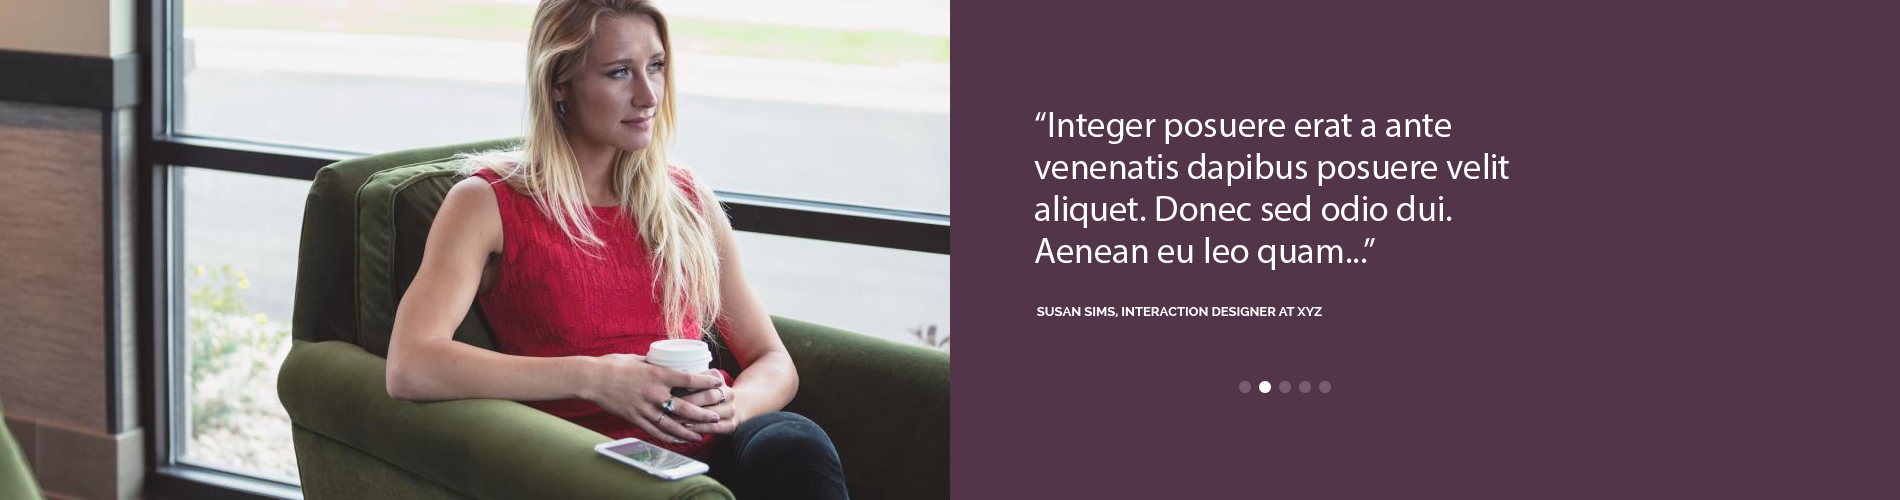 “Integer posuere erat a ante
venenatis dapibus posuere velit
aliquet. Donec sed odio dui.
Aenean eu leo quam...”
SUSAN SIMS, INTERACTION DESIGNER AT XYZ